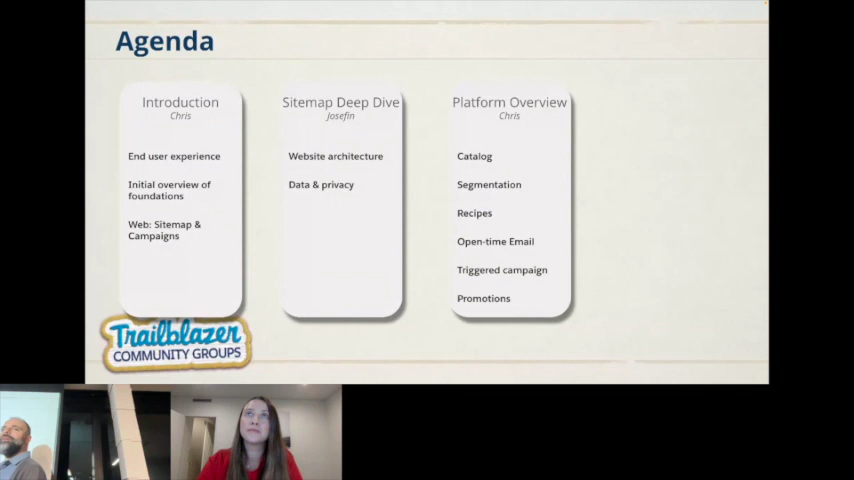 Agenda
Introduction
Chris
End user experience
Initial overview of
foundations
Web: Sitemap &
Campaigns
Sitemap Deep Dive
Josefin
Website architecture
Data & privacy
Platform Overview
Chris
Catalog
Segmentation
Recipes
Open-time Email
Triggered campaign
Promotions
Trailblazer
COMMUNITY GROUPS